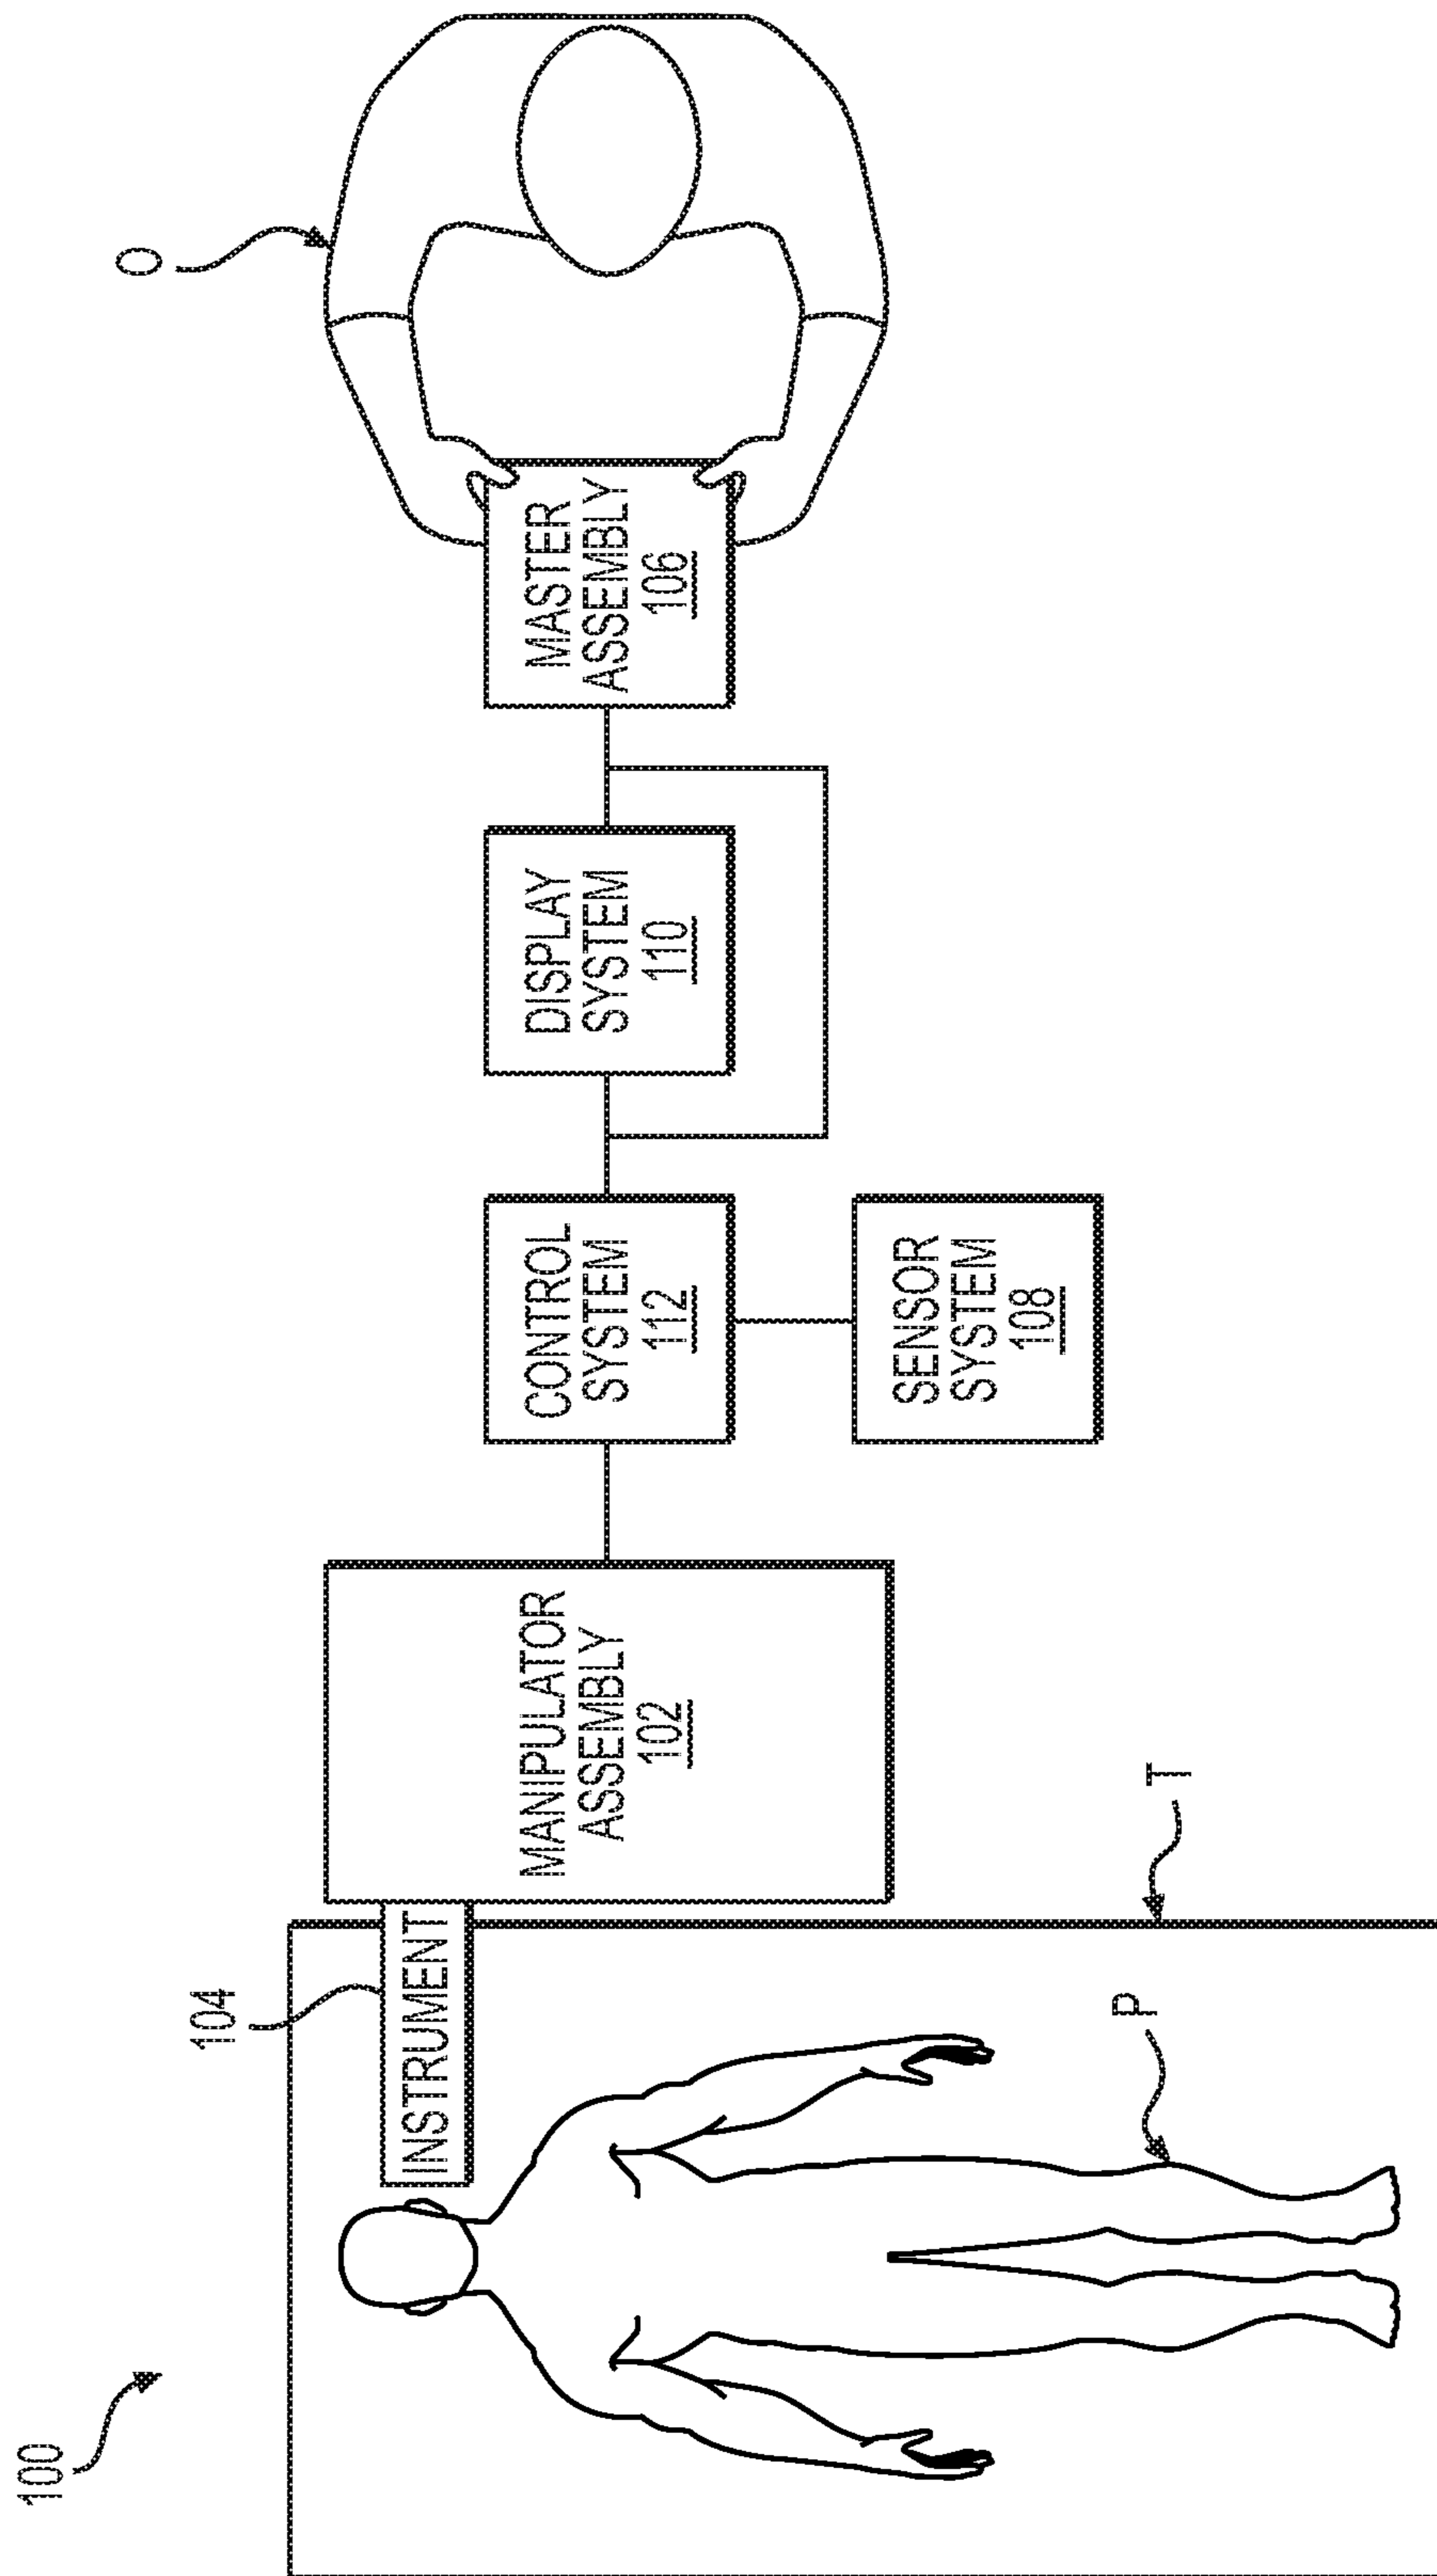 100
104
INSTRUMENT
P
T
MANIPULATOR
ASSEMBLY
102
CONTROL
SYSTEM
112
SENSOR
SYSTEM
108
DISPLAY
SYSTEM
110
MASTER
ASSEMBLY
106
O